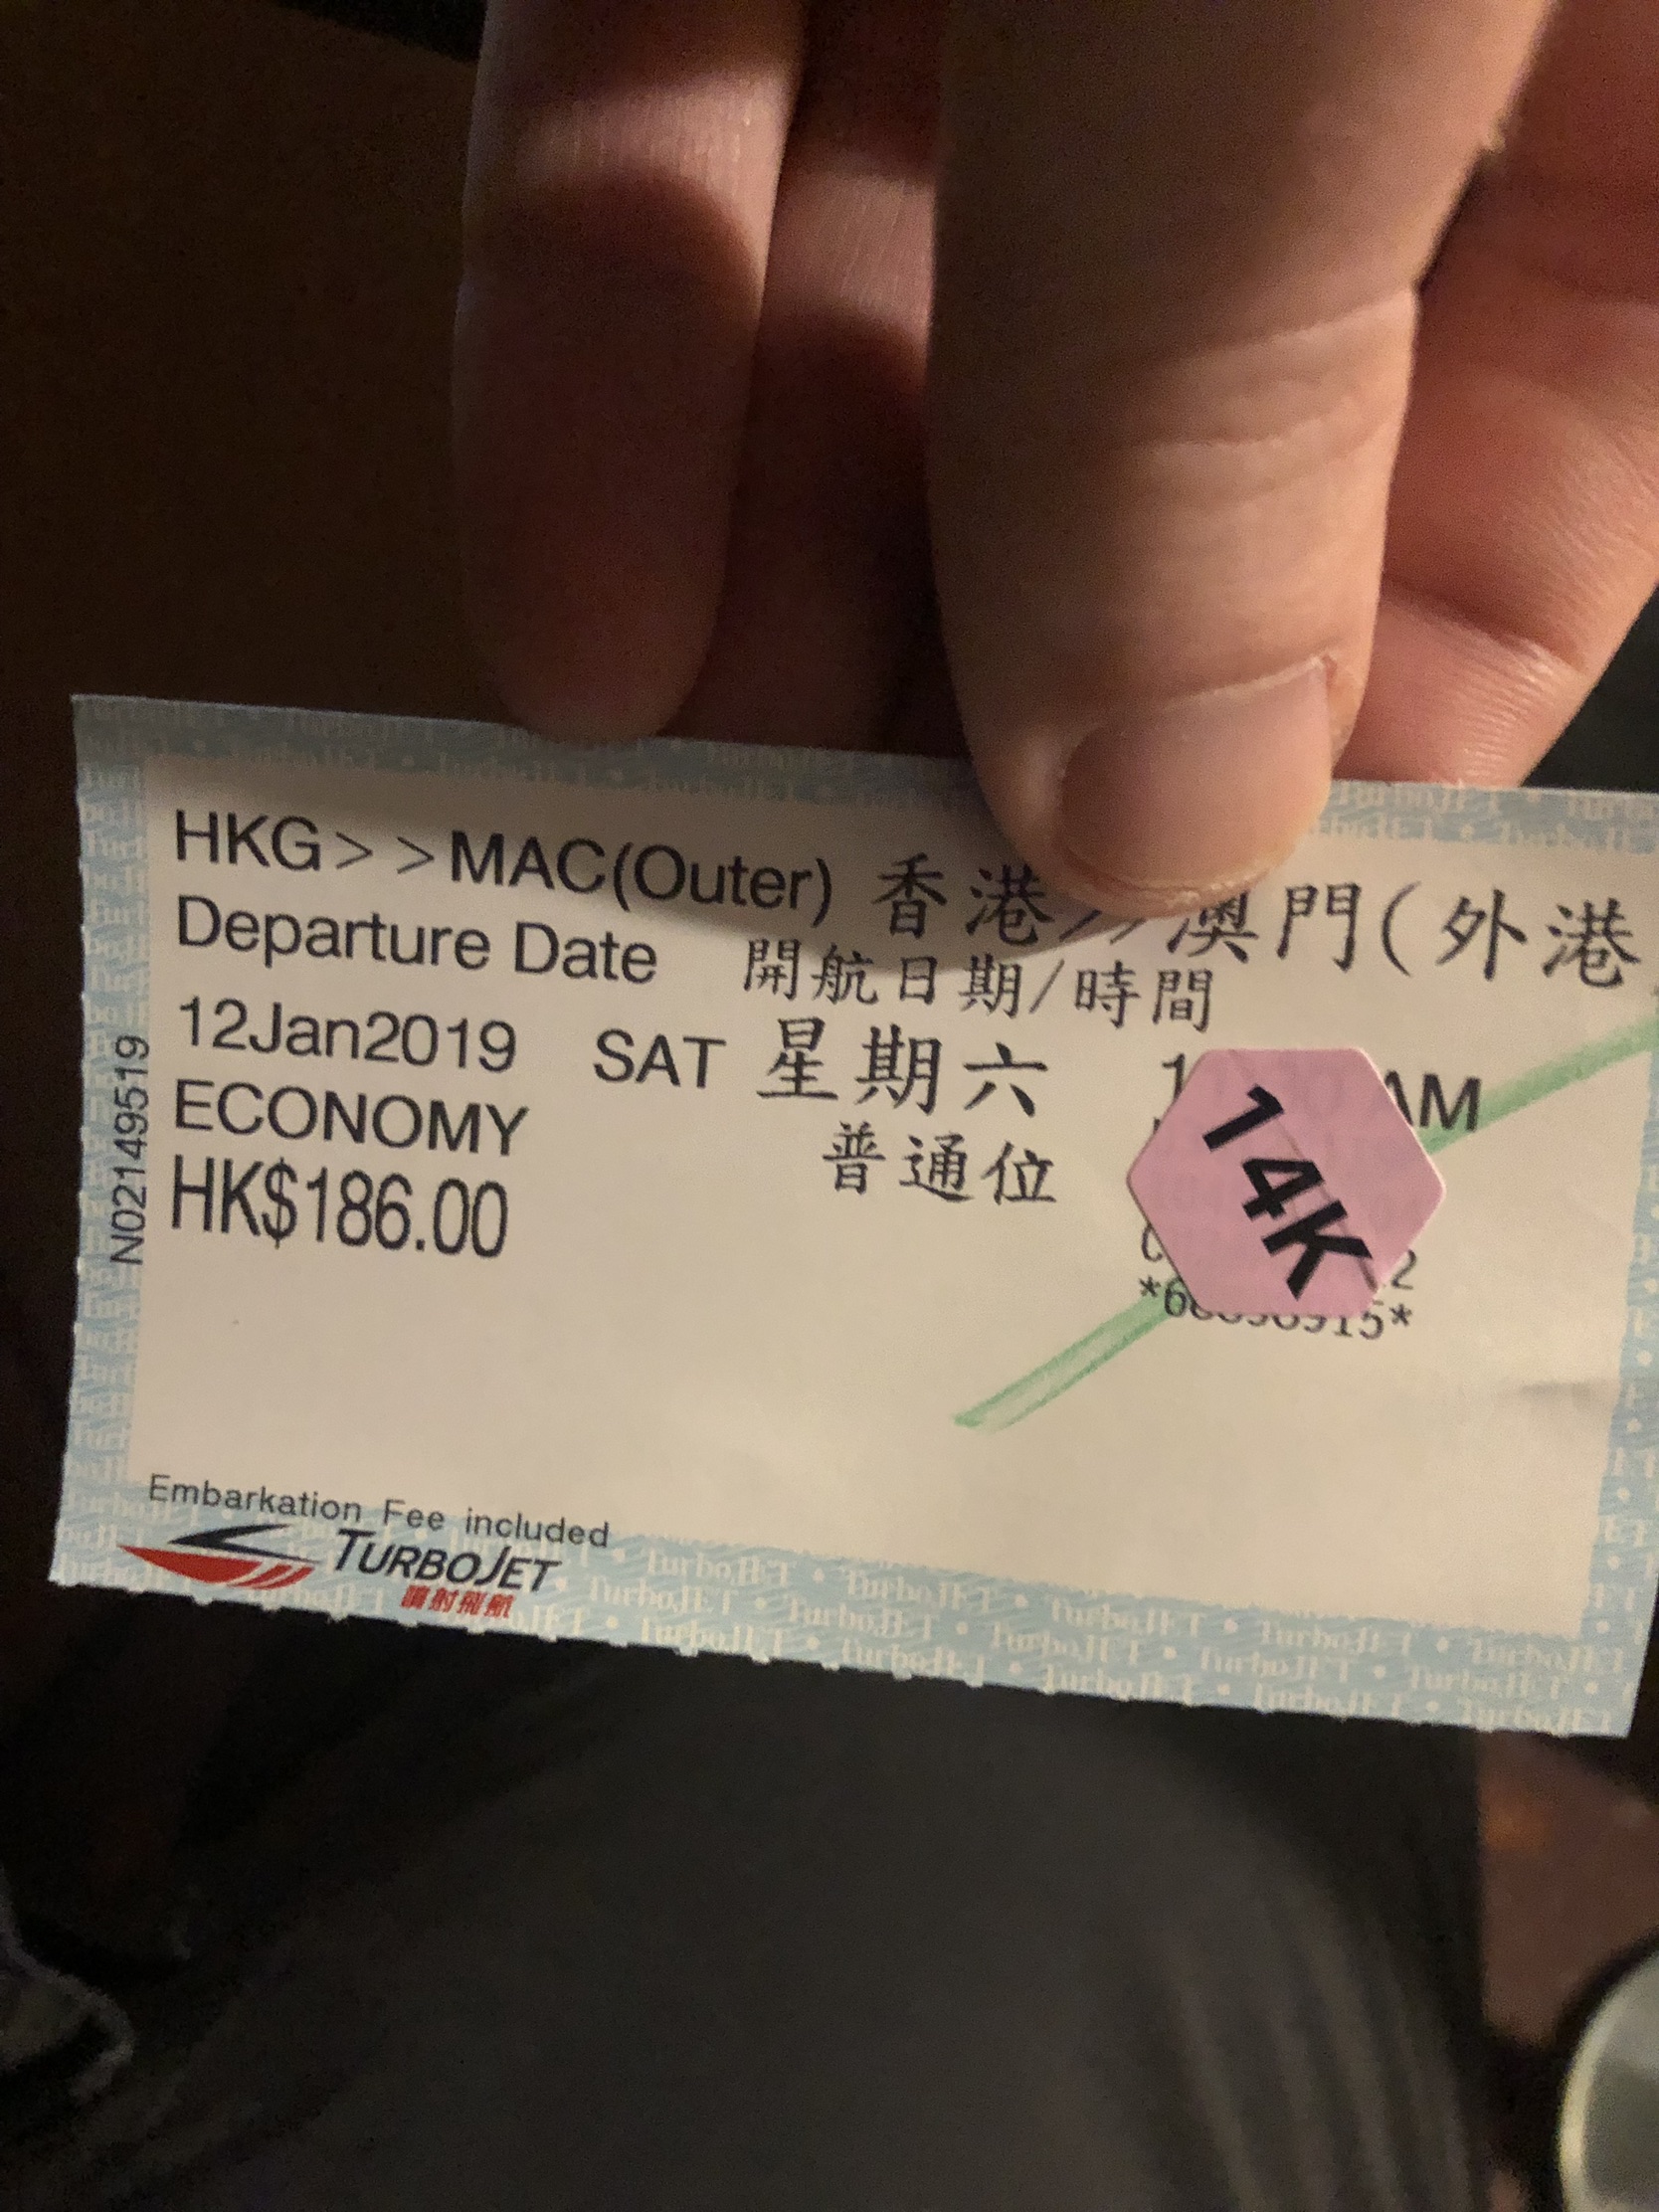 HKG>>MAC(Outer) 香港>>澳門(外港
Departure Date 開航日期/時間
12Jan2019 SAT 星期六 AM
ECONOMY 普通位
HK$186.00
14K
N02149519
Embarkation Fee included
TURBOJET
噴射飛航